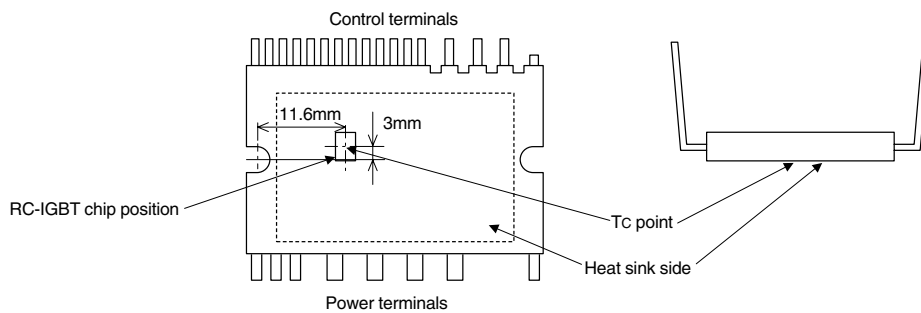 Control terminals
11.6mm
3mm
RC-IGBT chip position
TC point
Heat sink side
Power terminals